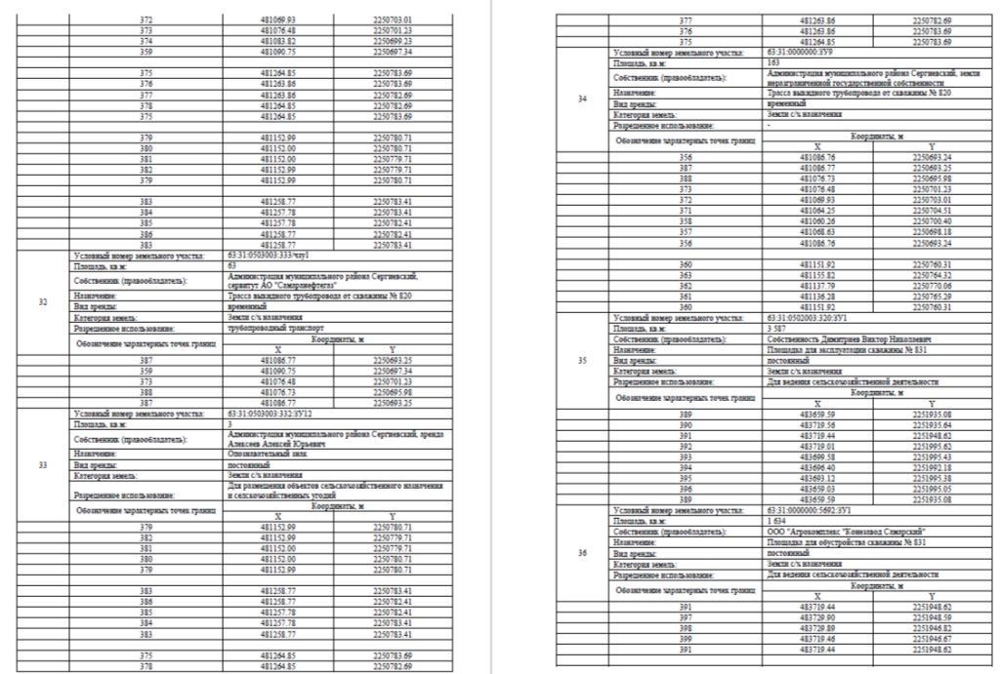 372 481069.93 2250703.01
373 481076.48 2250701.23
374 481083.82 2250699.23
359 481090.75 2250697.34
375 481264.85 2250783.69
376 481263.86 2250783.69
377 481263.86 2250782.69
378 481264.85 2250782.69
375 481264.85 2250783.69
379 481152.99 2250780.71
380 481152.00 2250780.71
381 481152.00 2250779.71
382 481152.99 2250779.71
379 481152.99 2250780.71
383 481258.77 2250783.41
384 481257.78 2250783.41
385 481257.78 2250782.41
386 481258.77 2250782.41
383 481258.77 2250783.41
32
Условный номер земельного участка: 63:31:0503003:333/чзу1
Площадь, кв.м: 63
Собственник (правообладатель): Администрация муниципального района Сергиевский,
сервитут АО "Самаранефтегаз"
Назначение: Трасса выкидного трубопровода от скважины № 820
Вид аренды: временный
Категория земель: Земли с/х назначения
Разрешенное использование: трубопроводный транспорт
Обозначение характерных точек границ Координаты, м
X Y
387 481086.77 2250693.25
359 481090.75 2250697.34
373 481076.48 2250701.23
388 481076.73 2250695.98
387 481086.77 2250693.25
33
Условный номер земельного участка: 63:31:0503003:332:ЗУ12
Площадь, кв.м: 3
Собственник (правообладатель): Администрация муниципального района Сергиевский, аренда
Алексеев Алексей Юрьевич
Назначение: Опознавательный знак
Вид аренды: постоянный
Категория земель: Земли с/х назначения
Разрешенное использование: Для размещения объектов сельскохозяйственного назначения
и селскохозяйственных угодий
Обозначение характерных точек границ Координаты, м
X Y
379 481152.99 2250780.71
382 481152.99 2250779.71
381 481152.00 2250779.71
380 481152.00 2250780.71
379 481152.99 2250780.71
383 481258.77 2250783.41
386 481258.77 2250782.41
385 481257.78 2250782.41
384 481257.78 2250783.41
383 481258.77 2250783.41
375 481264.85 2250783.69
378 481264.85 2250782.69
377 481263.86 2250782.69
376 481263.86 2250783.69
375 481264.85 2250783.69
34
Условный номер земельного участка: 63:31:0000000:ЗУ9
Площадь, кв.м: 163
Собственник (правообладатель): Администрация муниципального района Сергиевский, земли
неразграниченной государственной собственности
Назначение: Трасса выкидного трубопровода от скважины № 820
Вид аренды: временный
Категория земель: Земли с/х назначения
Разрешенное использование: -
Обозначение характерных точек границ Координаты, м
X Y
356 481086.76 2250693.24
387 481086.77 2250693.25
388 481076.73 2250695.98
373 481076.48 2250701.23
372 481069.93 2250703.01
371 481064.25 2250704.51
358 481060.26 2250700.40
357 481068.63 2250698.18
356 481086.76 2250693.24
360 481151.92 2250760.31
363 481155.82 2250764.32
362 481137.79 2250770.06
361 481136.28 2250765.29
360 481151.92 2250760.31
35
Условный номер земельного участка: 63:31:0502003:320:ЗУ1
Площадь, кв.м: 3 587
Собственник (правообладатель): Собственность Димитриев Виктор Николаевич
Назначение: Площадка для эксплуатации скважины № 831
Вид аренды: постоянный
Категория земель: Земли с/х назначения
Разрешенное использование: Для ведения сельскохозяйственной деятельности
Обозначение характерных точек границ Координаты, м
X Y
389 483659.59 2251935.08
390 483719.56 2251935.64
391 483719.44 2251948.62
392 483719.01 2251995.62
393 483699.58 2251995.43
394 483696.40 2251992.18
395 483693.12 2251995.38
396 483659.03 2251995.05
389 483659.59 2251935.08
36
Условный номер земельного участка: 63:31:0000000:5692:ЗУ1
Площадь, кв.м: 1 634
Собственник (правообладатель): ООО "Агрокомплекс "Конезавод Самарский"
Назначение: Площадка для обустройства скважины № 831
Вид аренды: постоянный
Категория земель: Земли с/х назначения
Разрешенное использование: Для ведения сельскохозяйственной деятельности
Обозначение характерных точек границ Координаты, м
X Y
391 483719.44 2251948.62
397 483729.90 2251948.59
398 483729.89 2251946.82
399 483719.46 2251946.67
391 483719.44 2251948.62